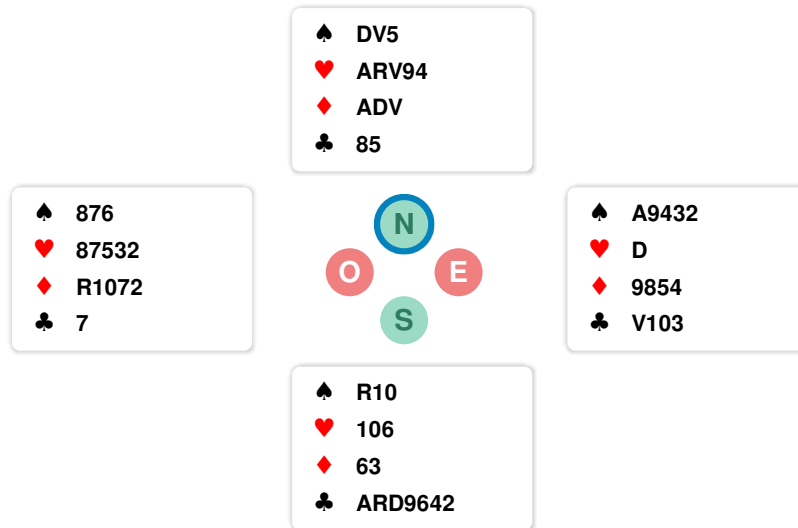 ♠ DV5
♥ ARV94
♦ ADV
♣ 85
♠ 876
♥ 87532
♦ R1072
♣ 7
N
O E
S
♠ A9432
♥ D
♦ 9854
♣ V103
♠ R10
♥ 106
♦ 63
♣ ARD9642